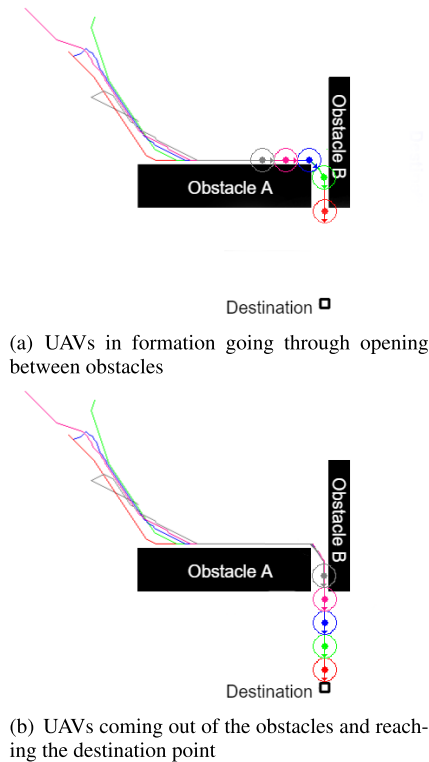 Obstacle B
Obstacle A
Destination
(a) UAVs in formation going through opening
between obstacles
Obstacle B
Obstacle A
Destination
(b) UAVs coming out of the obstacles and reach-
ing the destination point